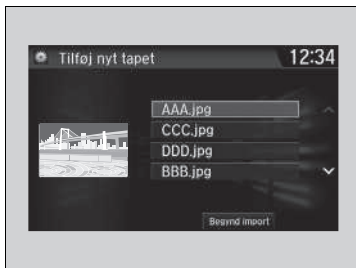 Tilføj nyt tapet
12:34
AAA.jpg
CCC.jpg
DDD.jpg
BBB.jpg
Begynd import